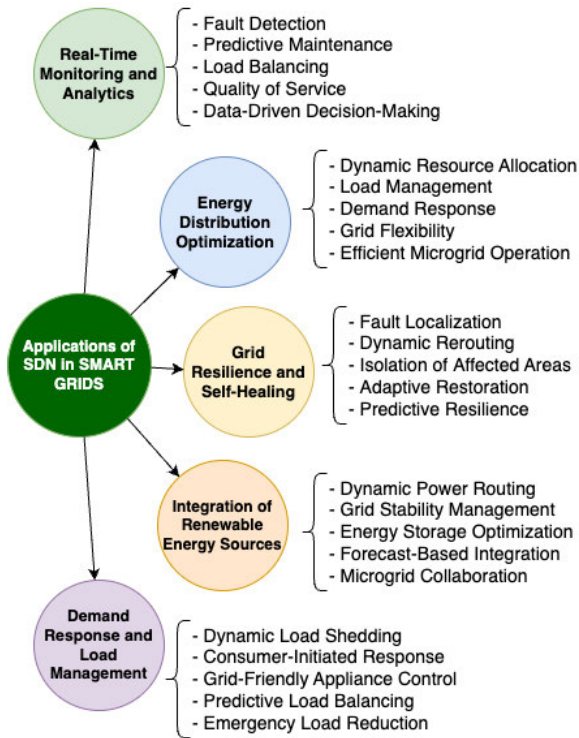 Applications of
SDN in SMART
GRIDS
Real-Time
Monitoring and
Analytics
- Fault Detection
- Predictive Maintenance
- Load Balancing
- Quality of Service
- Data-Driven Decision-Making
Energy
Distribution
Optimization
- Dynamic Resource Allocation
- Load Management
- Demand Response
- Grid Flexibility
- Efficient Microgrid Operation
Grid
Resilience and
Self-Healing
- Fault Localization
- Dynamic Rerouting
- Isolation of Affected Areas
- Adaptive Restoration
- Predictive Resilience
Integration of
Renewable
Energy Sources
- Dynamic Power Routing
- Grid Stability Management
- Energy Storage Optimization
- Forecast-Based Integration
- Microgrid Collaboration
Demand
Response and
Load
Management
- Dynamic Load Shedding
- Consumer-Initiated Response
- Grid-Friendly Appliance Control
- Predictive Load Balancing
- Emergency Load Reduction